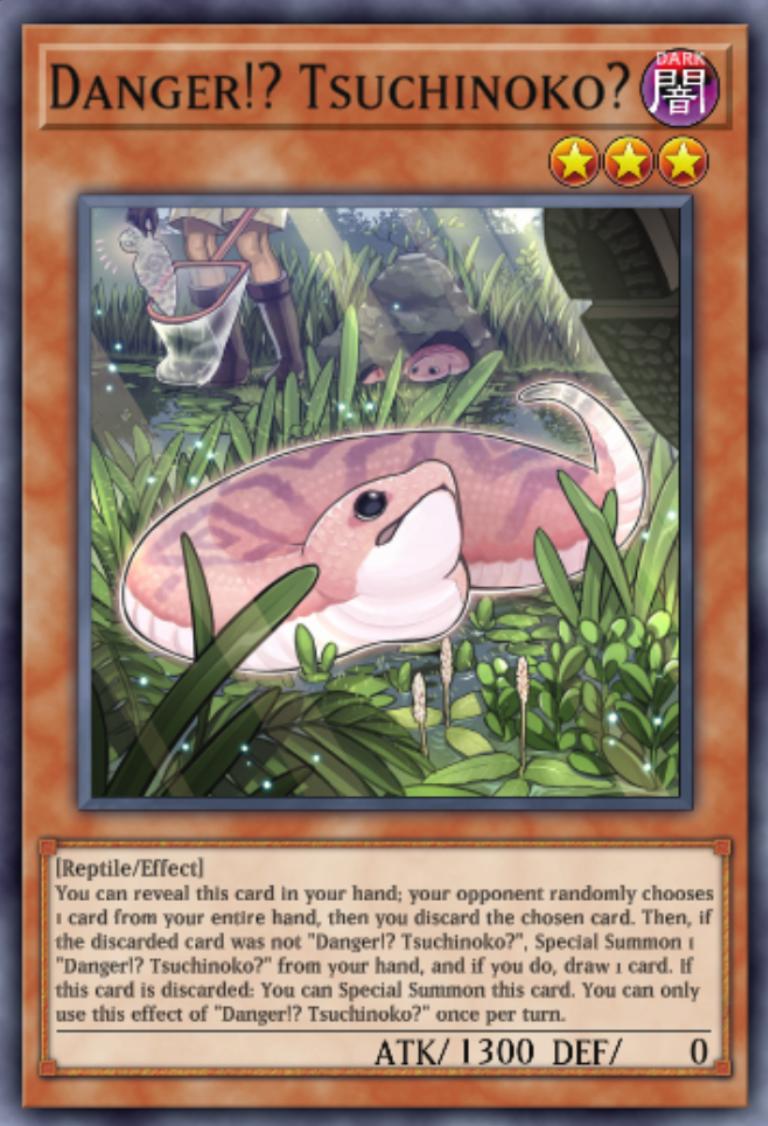 Danger!? Tsuchinoko?
DARK
闇
[Reptile/Effect]
You can reveal this card in your hand; your opponent randomly chooses
1 card from your entire hand, then you discard the chosen card. Then, if
the discarded card was not "Danger!? Tsuchinoko?", Special Summon 1
"Danger!? Tsuchinoko?" from your hand, and if you do, draw 1 card. If
this card is discarded: You can Special Summon this card. You can only
use this effect of "Danger!? Tsuchinoko?" once per turn.
ATK/ 1300 DEF/ 0